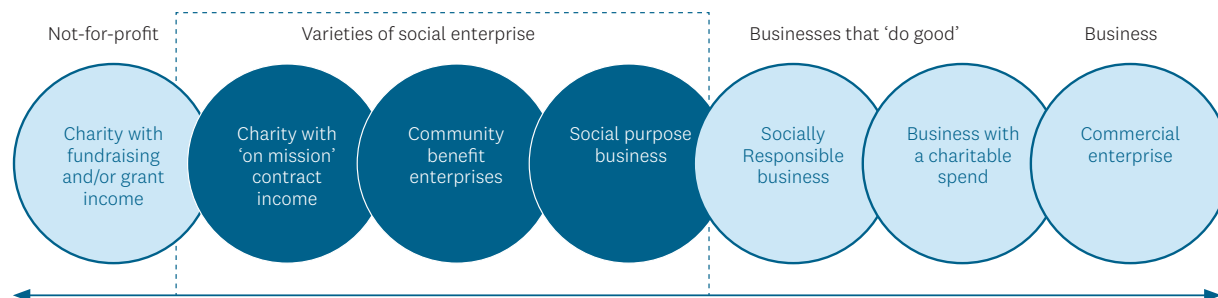 Not-for-profit
Varieties of social enterprise
Businesses that ‘do good’
Business
Charity with
fundraising
and/or grant
income
Charity with
‘on mission’
contract
income
Community
benefit
enterprises
Social purpose
business
Socially
Responsible
business
Business with
a charitable
spend
Commercial
enterprise